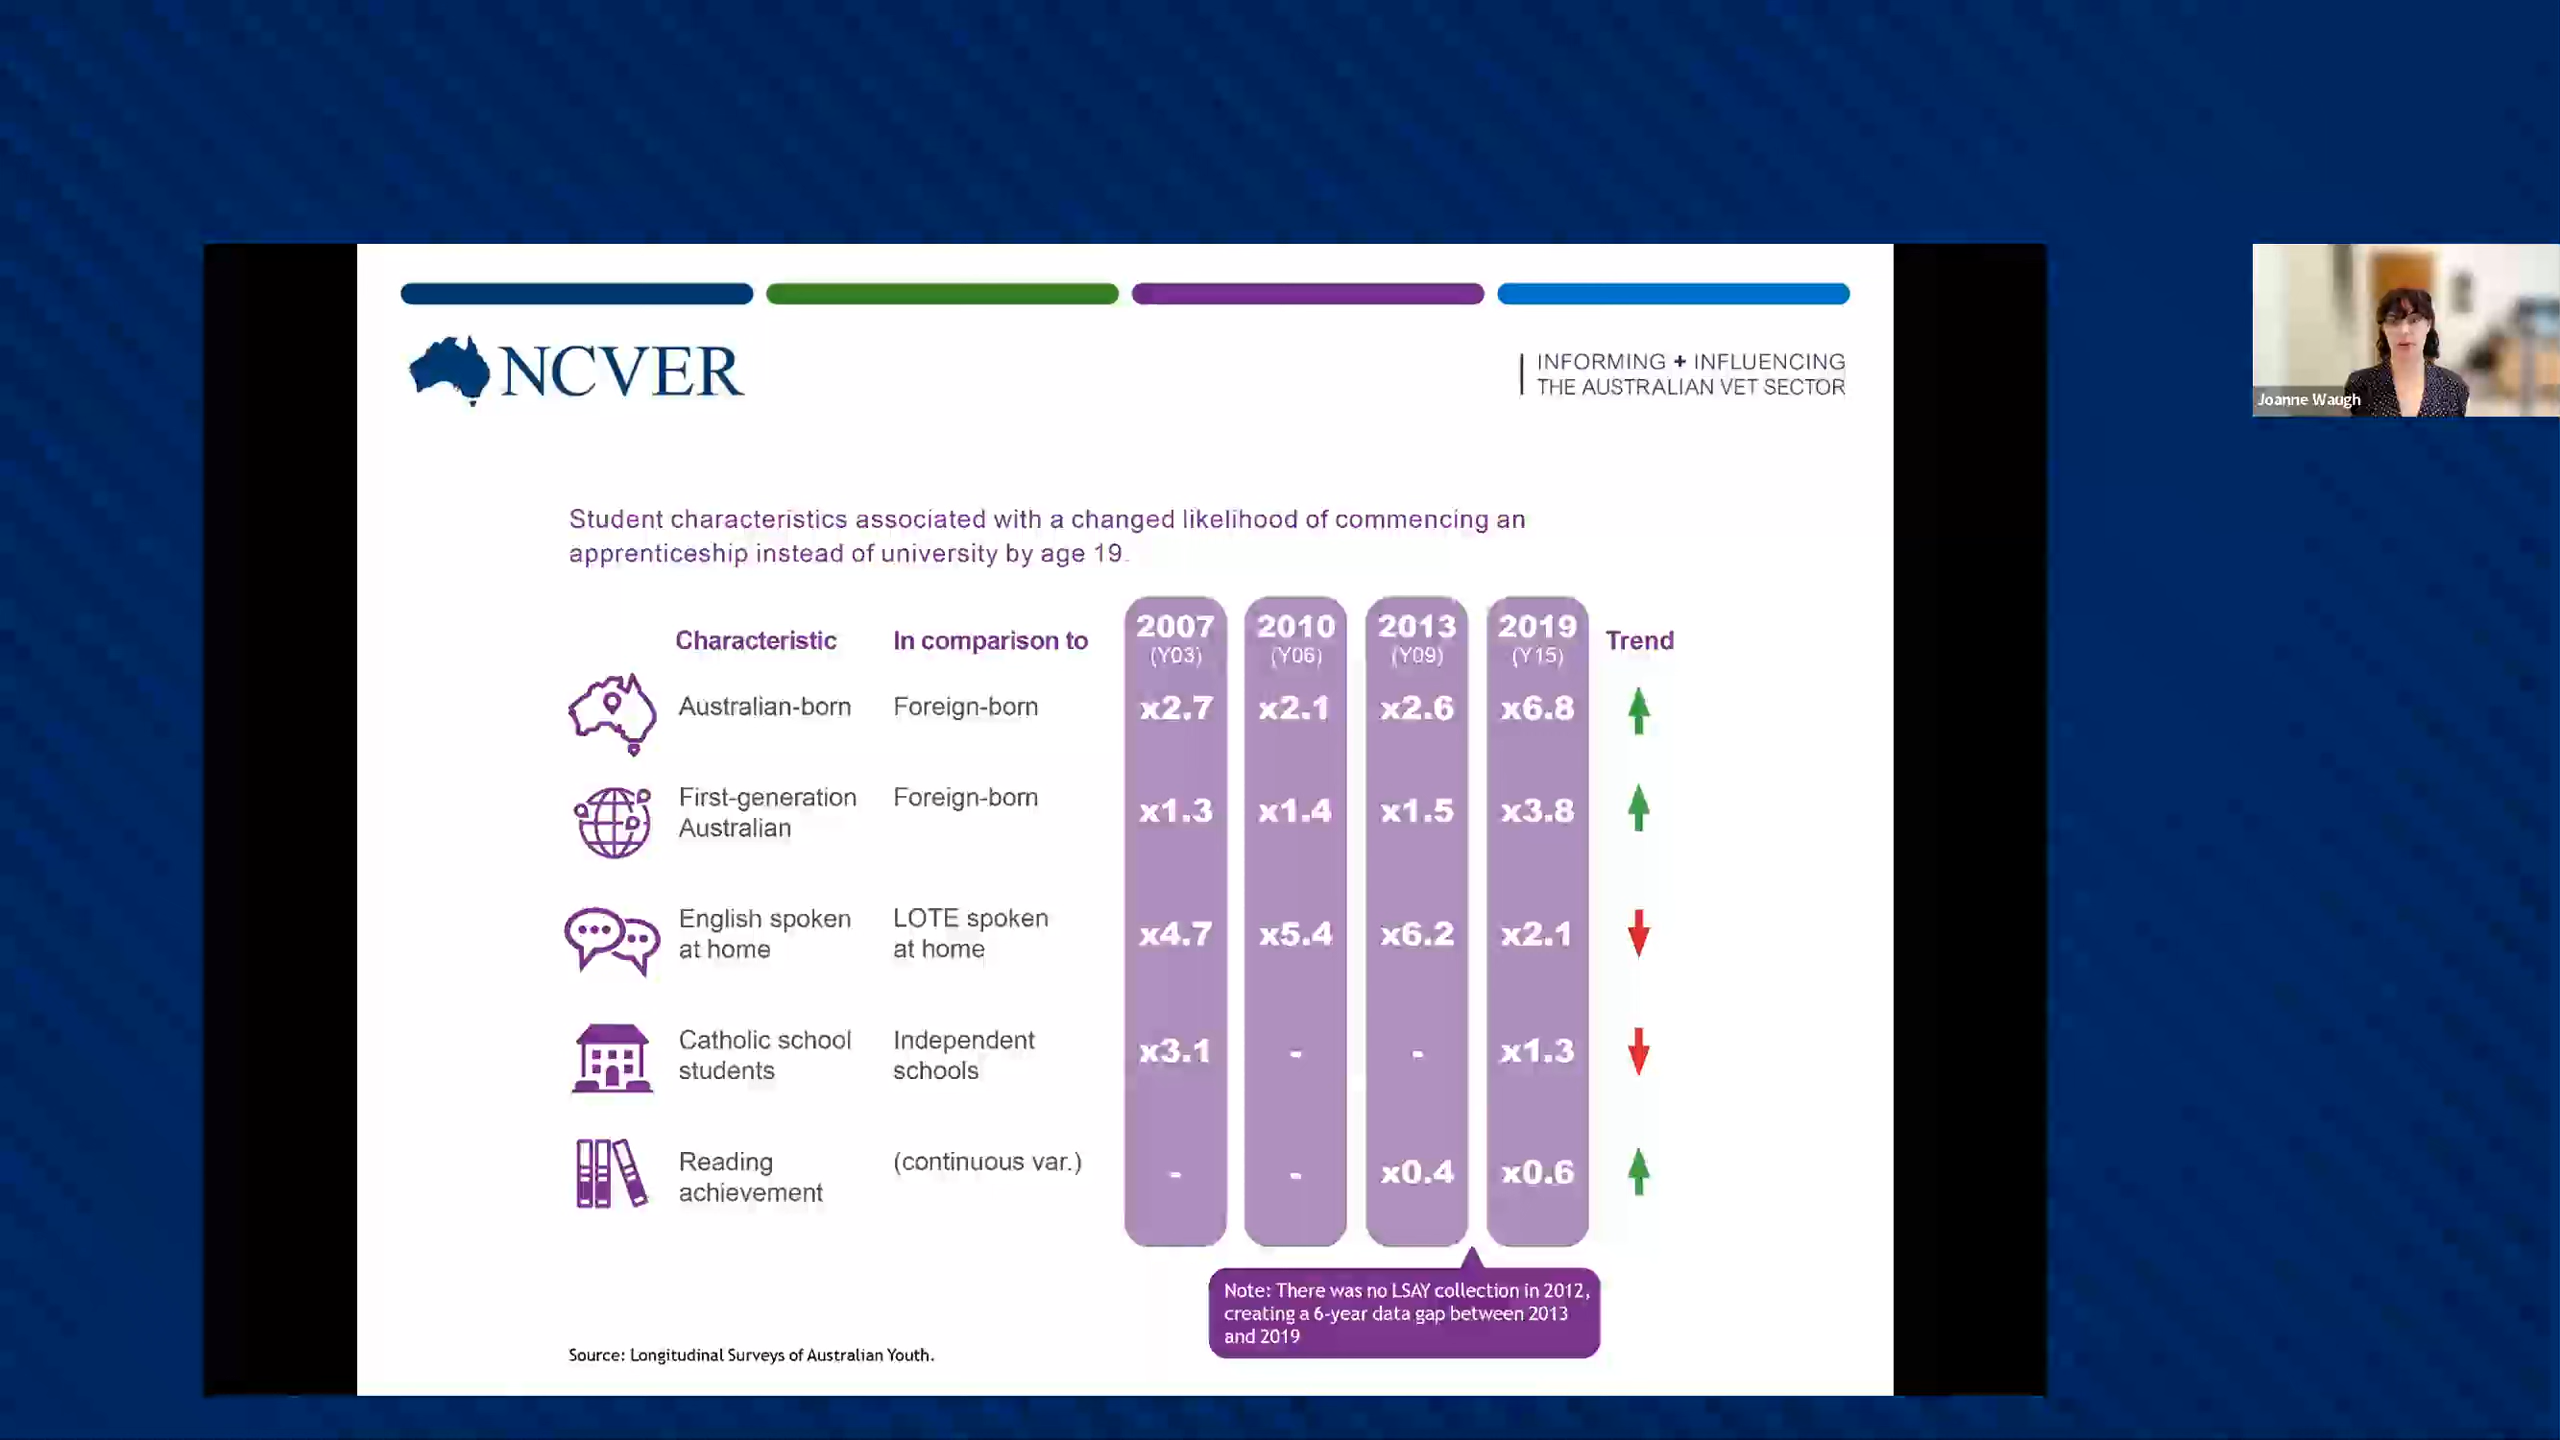 NCVER
INFORMING + INFLUENCING
THE AUSTRALIAN VET SECTOR
Joanne Waugh
Student characteristics associated with a changed likelihood of commencing an
apprenticeship instead of university by age 19.
Characteristic In comparison to 2007 (Y03) 2010 (Y06) 2013 (Y09) 2019 (Y15) Trend
Australian-born Foreign-born x2.7 x2.1 x2.6 x6.8
First-generation Foreign-born
Australian x1.3 x1.4 x1.5 x3.8
English spoken LOTE spoken
at home at home x4.7 x5.4 x6.2 x2.1
Catholic school Independent
students schools x3.1 - - x1.3
Reading (continuous var.)
achievement - - x0.4 x0.6
Note: There was no LSAY collection in 2012,
creating a 6-year data gap between 2013
and 2019
Source: Longitudinal Surveys of Australian Youth.